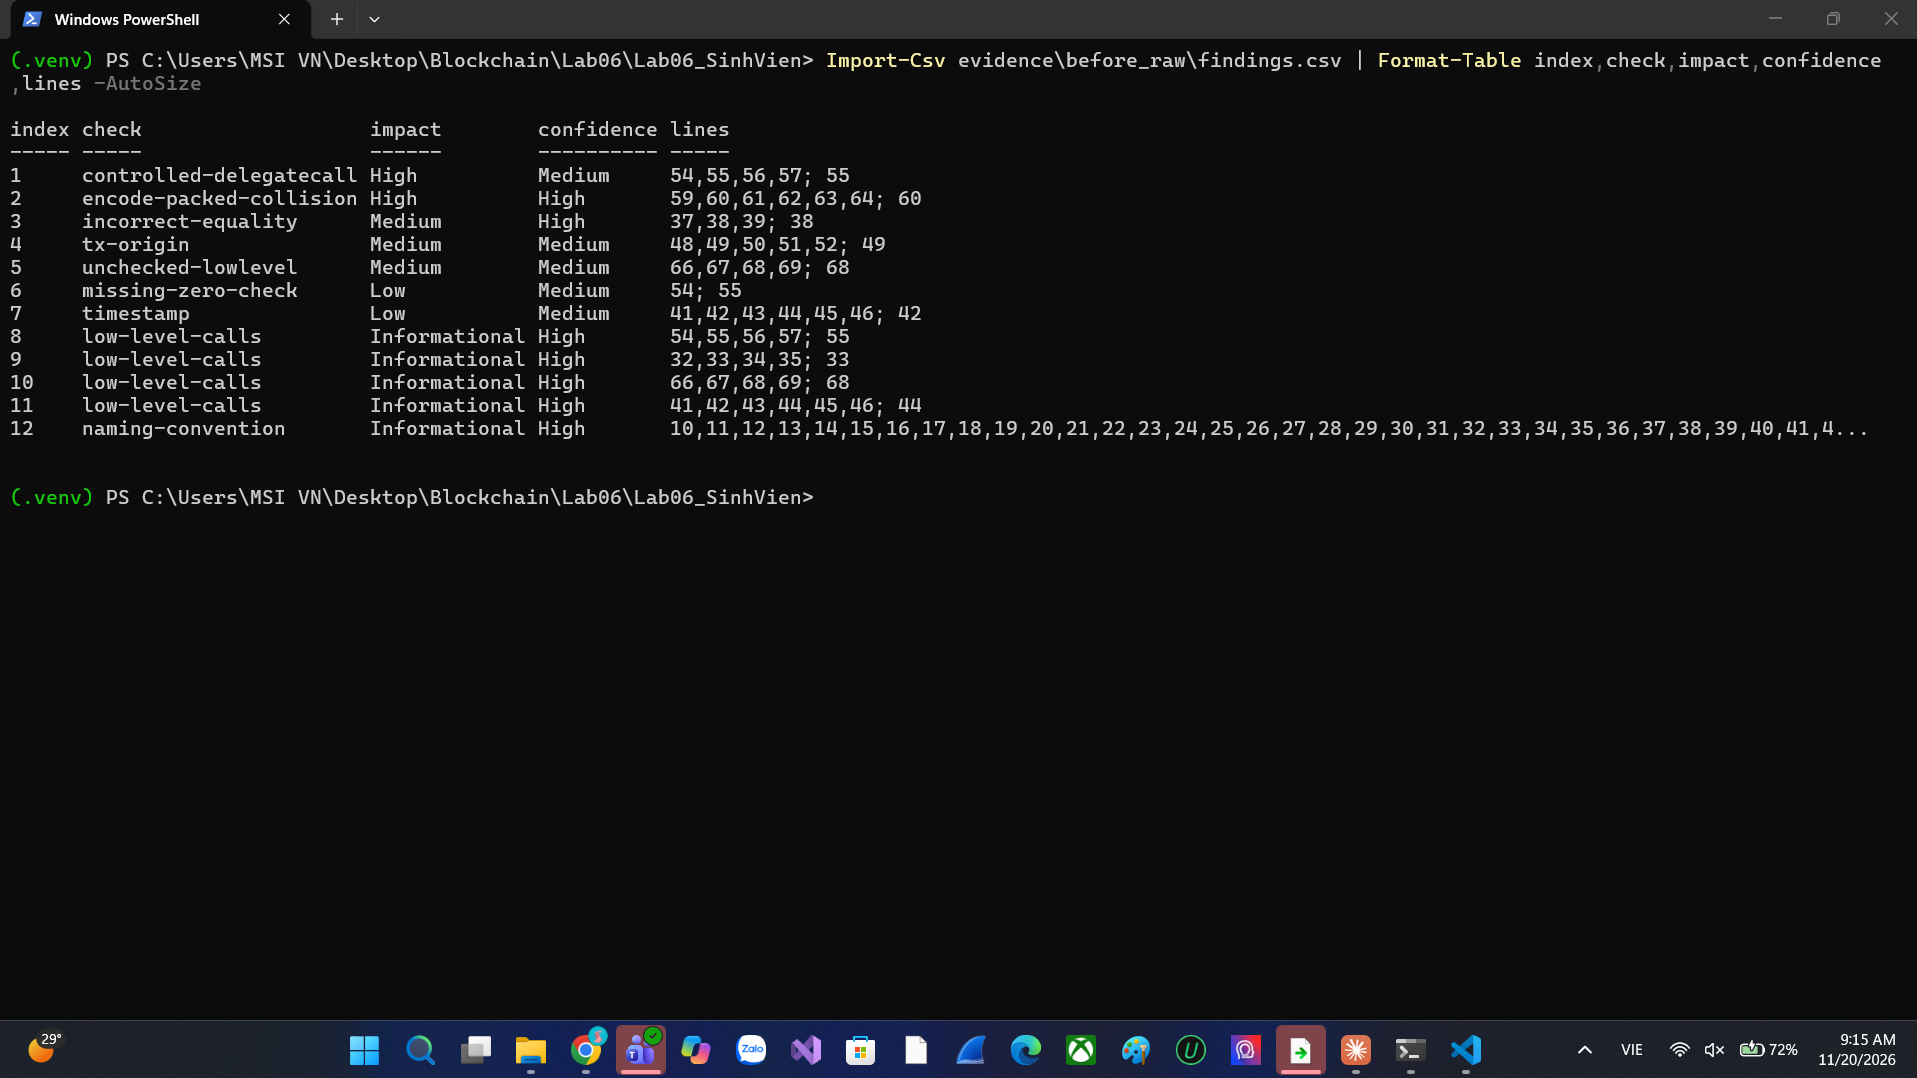 Windows PowerShell
(.venv) PS C:\Users\MSI VN\Desktop\Blockchain\Lab06\Lab06_SinhVien> Import-Csv evidence\before_raw\findings.csv | Format-Table index,check,impact,confidence
,lines -AutoSize
index check impact confidence lines
----- ----- ------ ---------- -----
1 controlled-delegatecall High Medium 54,55,56,57; 55
2 encode-packed-collision High High 59,60,61,62,63,64; 60
3 incorrect-equality Medium High 37,38,39; 38
4 tx-origin Medium Medium 48,49,50,51,52; 49
5 unchecked-lowlevel Medium Medium 66,67,68,69; 68
6 missing-zero-check Low Medium 54; 55
7 timestamp Low Medium 41,42,43,44,45,46; 42
8 low-level-calls Informational High 54,55,56,57; 55
9 low-level-calls Informational High 32,33,34,35; 33
10 low-level-calls Informational High 66,67,68,69; 68
11 low-level-calls Informational High 41,42,43,44,45,46; 44
12 naming-convention Informational High 10,11,12,13,14,15,16,17,18,19,20,21,22,23,24,25,26,27,28,29,30,31,32,33,34,35,36,37,38,39,40,41,4...
(.venv) PS C:\Users\MSI VN\Desktop\Blockchain\Lab06\Lab06_SinhVien>
29°
Zalo
VIE
72%
9:15 AM
11/20/2026